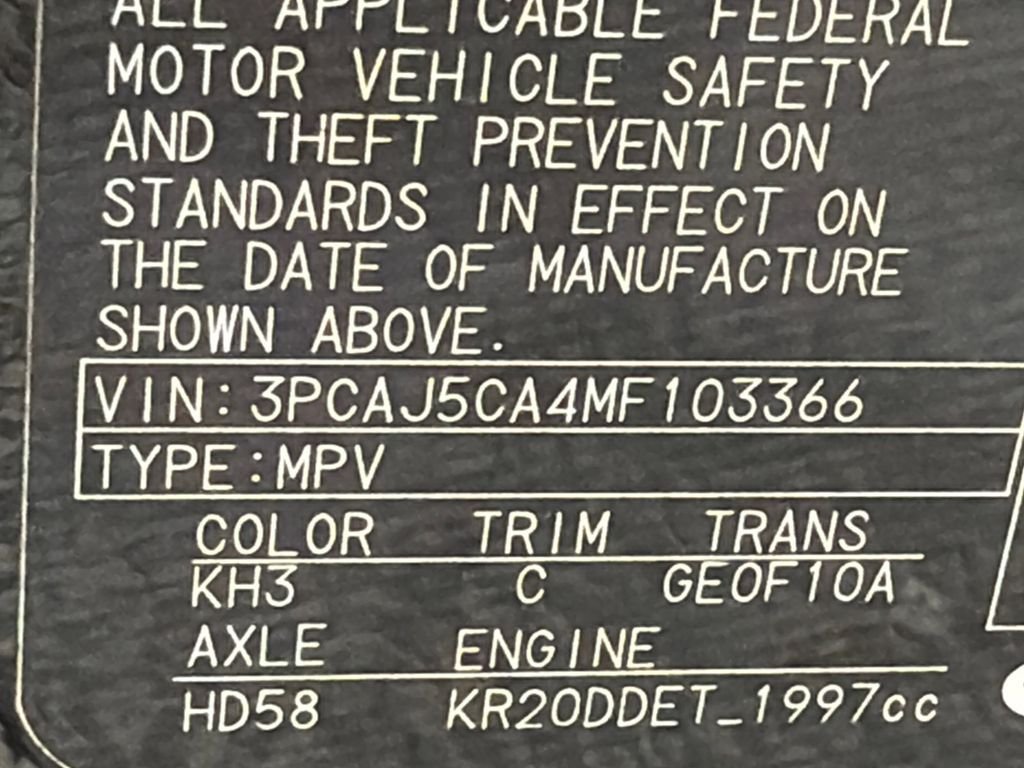 ALL APPLICABLE FEDERAL
MOTOR VEHICLE SAFETY
AND THEFT PREVENTION
STANDARDS IN EFFECT ON
THE DATE OF MANUFACTURE
SHOWN ABOVE.
VIN:3PCAJ5CA4MF103366
TYPE:MPV
COLOR TRIM TRANS
KH3 C GE0F10A
AXLE ENGINE
HD58 KR20DDET_1997cc